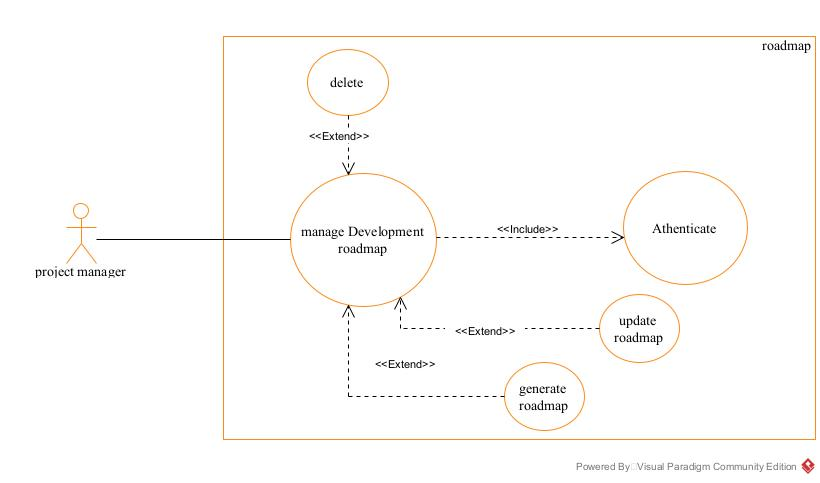 roadmap
delete
<<Extend>>
manage Development
roadmap
<<Include>>
Athenticate
project manager
update
roadmap
<<Extend>>
<<Extend>>
generate
roadmap
Powered By Visual Paradigm Community Edition